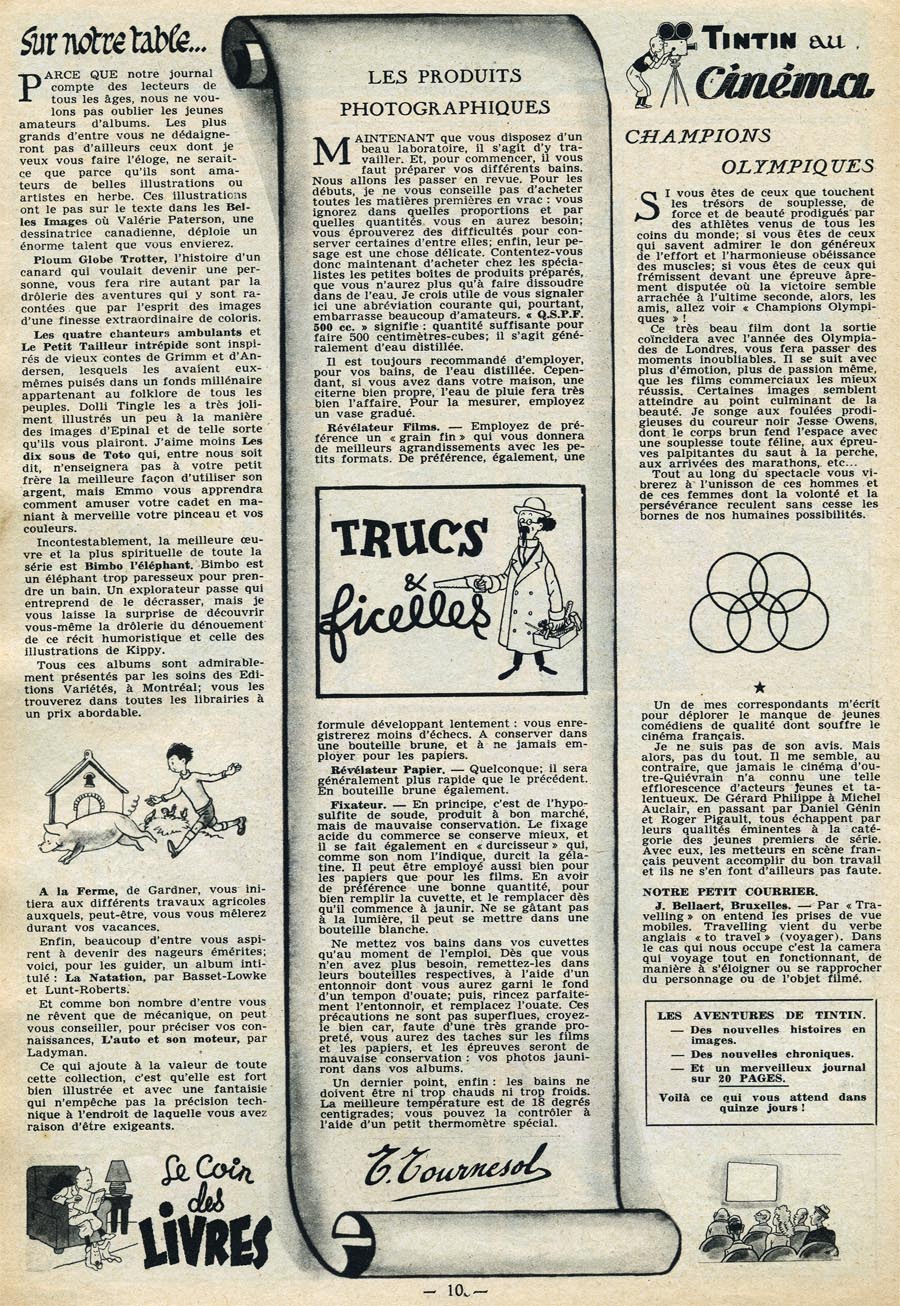 Sur notre table...
PARCE QUE notre journal
compte des lecteurs de
tous les âges, nous ne vou-
lons pas oublier les jeunes
amateurs d'albums. Les plus
grands d'entre vous ne dédaigne-
ront pas d'ailleurs ceux dont je
veux vous faire l'éloge, ne serait-
ce que parce qu'ils sont ama-
teurs de belles illustrations ou
artistes en herbe. Ces illustrations
ont le pas sur le texte dans les Bel-
les Images où Valérie Paterson, une
dessinatrice canadienne, déploie un
énorme talent que vous envierez.
Ploum Globe Trotter, l'histoire d'un
canard qui voulait devenir une per-
sonne, vous fera rire autant par la
drôlerie des aventures qui y sont ra-
contées que par l'esprit des images
d'une finesse extraordinaire de coloris.
Les quatre chanteurs ambulants et
Le Petit Tailleur intrépide sont inspi-
rés de vieux contes de Grimm et d'An-
dersen, lesquels les avaient eux-
mêmes puisés dans un fonds millénaire
appartenant au folklore de tous les
peuples. Dolli Tingle les a très joli-
ment illustrés un peu à la manière
des images d'Epinal et de telle sorte
qu'ils vous plairont. J'aime moins Les
dix sous de Toto qui, entre nous soit
dit, n'enseignera pas à votre petit
frère la meilleure façon d'utiliser son
argent, mais Emmo vous apprendra
comment amuser votre cadet en ma-
niant à merveille votre pinceau et vos
couleurs.
Incontestablement, la meilleure œu-
vre et la plus spirituelle de toute la
série est Bimbo l'éléphant. Bimbo est
un éléphant trop paresseux pour pren-
dre un bain. Un explorateur passe qui
entreprend de le décrasser, mais je
vous laisse la surprise de découvrir
vous-même la drôlerie du dénouement
de ce récit humoristique et celle des
illustrations de Kippy.
Tous ces albums sont admirable-
ment présentés par les soins des Edi-
tions Variétés, à Montréal; vous les
trouverez dans toutes les librairies à
un prix abordable.
A la Ferme, de Gardner, vous ini-
tiera aux différents travaux agricoles
auxquels, peut-être, vous vous mêlerez
durant vos vacances.
Enfin, beaucoup d'entre vous aspi-
rent à devenir des nageurs émérites;
voici, pour les guider, un album inti-
tulé : La Natation, par Basset-Lowke
et Lunt-Roberts.
Et comme bon nombre d'entre vous
ne rêvent que de mécanique, on peut
vous conseiller, pour préciser vos con-
naissances, L'auto et son moteur, par
Ladyman.
Ce qui ajoute à la valeur de toute
cette collection, c'est qu'elle est fort
bien illustrée et avec une fantaisie
qui n'empêche pas la précision tech-
nique à l'endroit de laquelle vous avez
raison d'être exigeants.
Le Coin
des
LIVRES
LES PRODUITS
PHOTOGRAPHIQUES
MAINTENANT que vous disposez d'un
beau laboratoire, il s'agit d'y tra-
vailler. Et, pour commencer, il vous
faut préparer vos différents bains.
Nous allons les passer en revue. Pour les
débuts, je ne vous conseille pas d'acheter
toutes les matières premières en vrac : vous
ignorez dans quelles proportions et par
quelles quantités vous en aurez besoin;
vous éprouverez des difficultés pour con-
server certaines d'entre elles; enfin, leur pe-
sage est une chose délicate. Contentez-vous
donc maintenant d'acheter chez les spécia-
listes les petites boîtes de produits préparés,
que vous n'aurez plus qu'à faire dissoudre
dans de l'eau. Je crois utile de vous signaler
ici une abréviation courante qui, pourtant,
embarrasse beaucoup d'amateurs. « Q.S.P.F.
500 cc. » signifie : quantité suffisante pour
faire 500 centimètres-cubes; il s'agit géné-
ralement d'eau distillée.
Il est toujours recommandé d'employer,
pour vos bains, de l'eau distillée. Cepen-
dant, si vous avez dans votre maison, une
citerne bien propre, l'eau de pluie fera très
bien l'affaire. Pour la mesurer, employez
un vase gradué.
Révélateur Films. — Employez de pré-
férence un « grain fin » qui vous donnera
de meilleurs agrandissements avec les pe-
tits formats. De préférence, également, une
TRUCS
&
ficelles
formule développant lentement : vous enre-
gistrerez moins d'échecs. A conserver dans
une bouteille brune, et à ne jamais em-
ployer pour les papiers.
Révélateur Papier. — Quelconque; il sera
généralement plus rapide que le précédent.
En bouteille brune également.
Fixateur. — En principe, c'est de l'hypo-
sulfite de soude, produit à bon marché,
mais de mauvaise conservation. Le fixage
acide du commerce se conserve mieux, et
il se fait également en « durcisseur » qui,
comme son nom l'indique, durcit la géla-
tine. Il peut être employé aussi bien pour
les papiers que pour les films. En avoir
de préférence une bonne quantité, pour
bien remplir la cuvette, et le remplacer dès
qu'il commence à jaunir. Ne se gâtant pas
à la lumière, il peut se mettre dans une
bouteille blanche.
Ne mettez vos bains dans vos cuvettes
qu'au moment de l'emploi. Dès que vous
n'en avez plus besoin, remettez-les dans
leurs bouteilles respectives, à l'aide d'un
entonnoir dont vous aurez garni le fond
d'un tampon d'ouate; puis, rincez parfaite-
ment l'entonnoir, et remplacez l'ouate. Ces
précautions ne sont pas superflues, croyez-
le bien car, faute d'une très grande pro-
preté, vous aurez des taches sur les films
et les papiers, et les épreuves seront de
mauvaise conservation : vos photos jauni-
ront dans vos albums.
Un dernier point, enfin : les bains ne
doivent être ni trop chauds ni trop froids.
La meilleure température est de 18 degrés
centigrades; vous pouvez la contrôler à
l'aide d'un petit thermomètre spécial.
T. Tournesol
TINTIN au
Cinéma
CHAMPIONS
OLYMPIQUES
SI vous êtes de ceux que touchent
les trésors de souplesse, de
force et de beauté prodigués par
des athlètes venus de tous les
coins du monde; si vous êtes de ceux
qui savent admirer le don généreux
de l'effort et l'harmonieuse obéissance
des muscles; si vous êtes de ceux qui
frémissent devant une épreuve âpre-
ment disputée où la victoire semble
arrachée à l'ultime seconde, alors, les
amis, allez voir « Champions Olympi-
ques » !
Ce très beau film dont la sortie
coïncidera avec l'année des Olympia-
des de Londres, vous fera passer des
moments inoubliables. Il se suit avec
plus d'émotion, plus de passion même,
que les films commerciaux les mieux
réussis. Certaines images semblent
atteindre au point culminant de la
beauté. Je songe aux foulées prodi-
gieuses du coureur noir Jesse Owens,
dont le corps brun fend l'espace avec
une souplesse toute féline, aux épreu-
ves palpitantes du saut à la perche,
aux arrivées des marathons, etc...
Tout au long du spectacle vous vi-
brerez à l'unisson de ces hommes et
de ces femmes dont la volonté et la
persévérance reculent sans cesse les
bornes de nos humaines possibilités.
Un de mes correspondants m'écrit
pour déplorer le manque de jeunes
comédiens de qualité dont souffre le
cinéma français.
Je ne suis pas de son avis. Mais
alors, pas du tout. Il me semble, au
contraire, que jamais le cinéma d'ou-
tre-Quiévrain n'a connu une telle
efflorescence d'acteurs jeunes et ta-
lentueux. De Gérard Philippe à Michel
Auclair, en passant par Daniel Génin
et Roger Pigault, tous échappent par
leurs qualités éminentes à la caté-
gorie des jeunes premiers de série.
Avec eux, les metteurs en scène fran-
çais peuvent accomplir du bon travail
et ils ne s'en font d'ailleurs pas faute.
NOTRE PETIT COURRIER.
J. Bellaert, Bruxelles. — Par « Tra-
velling » on entend les prises de vue
mobiles. Travelling vient du verbe
anglais « to travel » (voyager). Dans
le cas qui nous occupe c'est la camera
qui voyage tout en fonctionnant, de
manière à s'éloigner ou se rapprocher
du personnage ou de l'objet filmé.
LES AVENTURES DE TINTIN.
— Des nouvelles histoires en
images.
— Des nouvelles chroniques.
— Et un merveilleux journal
sur 20 PAGES.
Voilà ce qui vous attend dans
quinze jours !
— 10. —